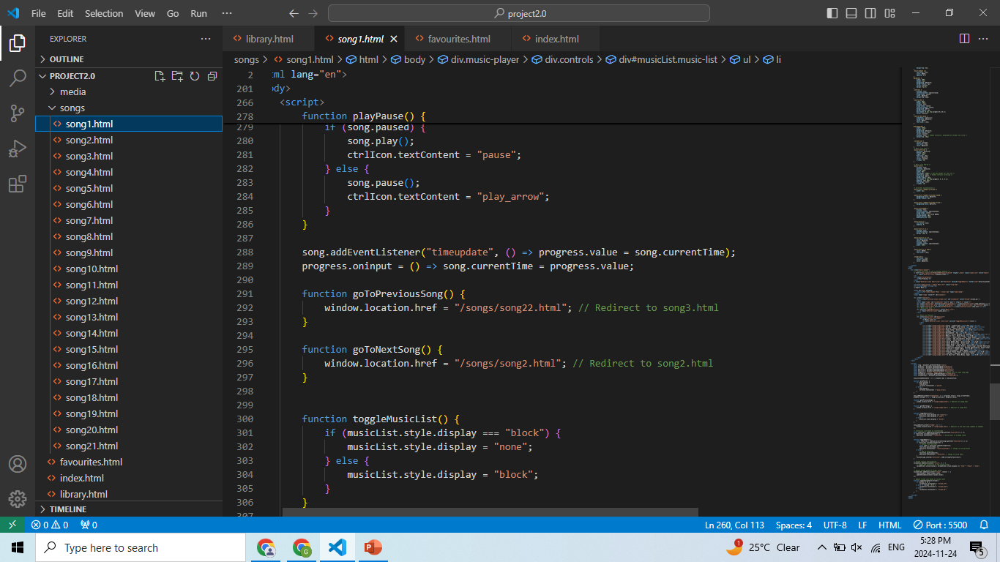 File Edit Selection View Go Run ··· project2.0
EXPLORER ···
OUTLINE
PROJECT2.0
media
songs
song1.html
song2.html
song3.html
song4.html
song5.html
song6.html
song7.html
song8.html
song9.html
song10.html
song11.html
song12.html
song13.html
song14.html
song15.html
song16.html
song17.html
song18.html
song19.html
song20.html
song21.html
favourites.html
index.html
library.html
TIMELINE
library.html song1.html favourites.html index.html ···
songs > song1.html > html > body > div.music-player > div.controls > div#musicList.music-list > ul > li
2 tml lang="en">
201 ody>
266 <script>
278 function playPause() {
279 if (song.paused) {
280 song.play();
281 ctrlIcon.textContent = "pause";
282 } else {
283 song.pause();
284 ctrlIcon.textContent = "play_arrow";
285 }
286 }
287
288 song.addEventListener("timeupdate", () => progress.value = song.currentTime);
289 progress.oninput = () => song.currentTime = progress.value;
290
291 function goToPreviousSong() {
292 window.location.href = "/songs/song22.html"; // Redirect to song3.html
293 }
294
295 function goToNextSong() {
296 window.location.href = "/songs/song2.html"; // Redirect to song2.html
297 }
298
299
300 function toggleMusicList() {
301 if (musicList.style.display === "block") {
302 musicList.style.display = "none";
303 } else {
304 musicList.style.display = "block";
305 }
306 }
307
0 0 0 Ln 260, Col 113 Spaces: 4 UTF-8 LF HTML Port : 5500
Type here to search 1 25°C Clear ENG 5:28 PM
2024-11-24 5